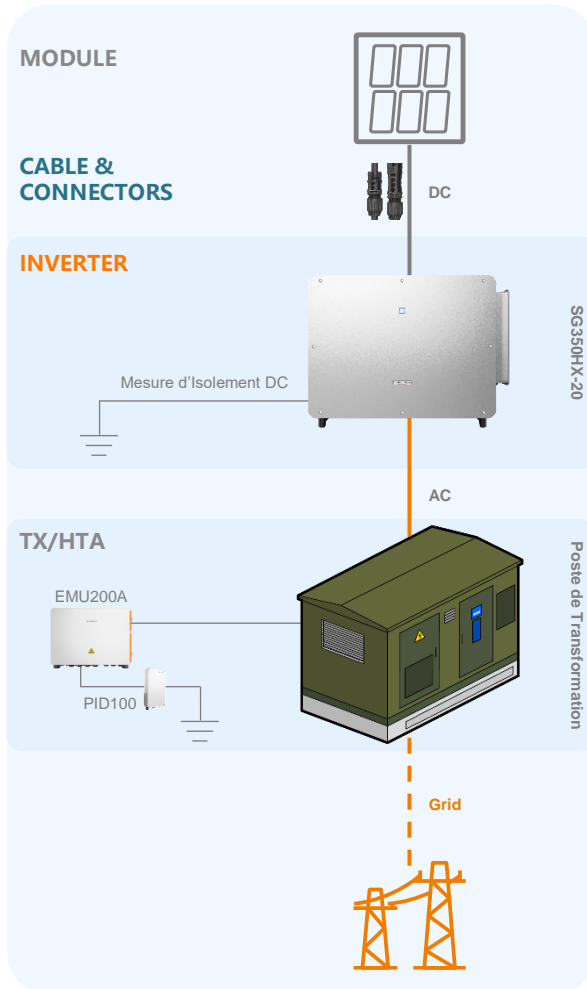 MODULE
CABLE &
CONNECTORS
DC
INVERTER
SG350HX-20
Mesure d'Isolement DC
AC
TX/HTA
Poste de Transformation
EMU200A
PID100
Grid